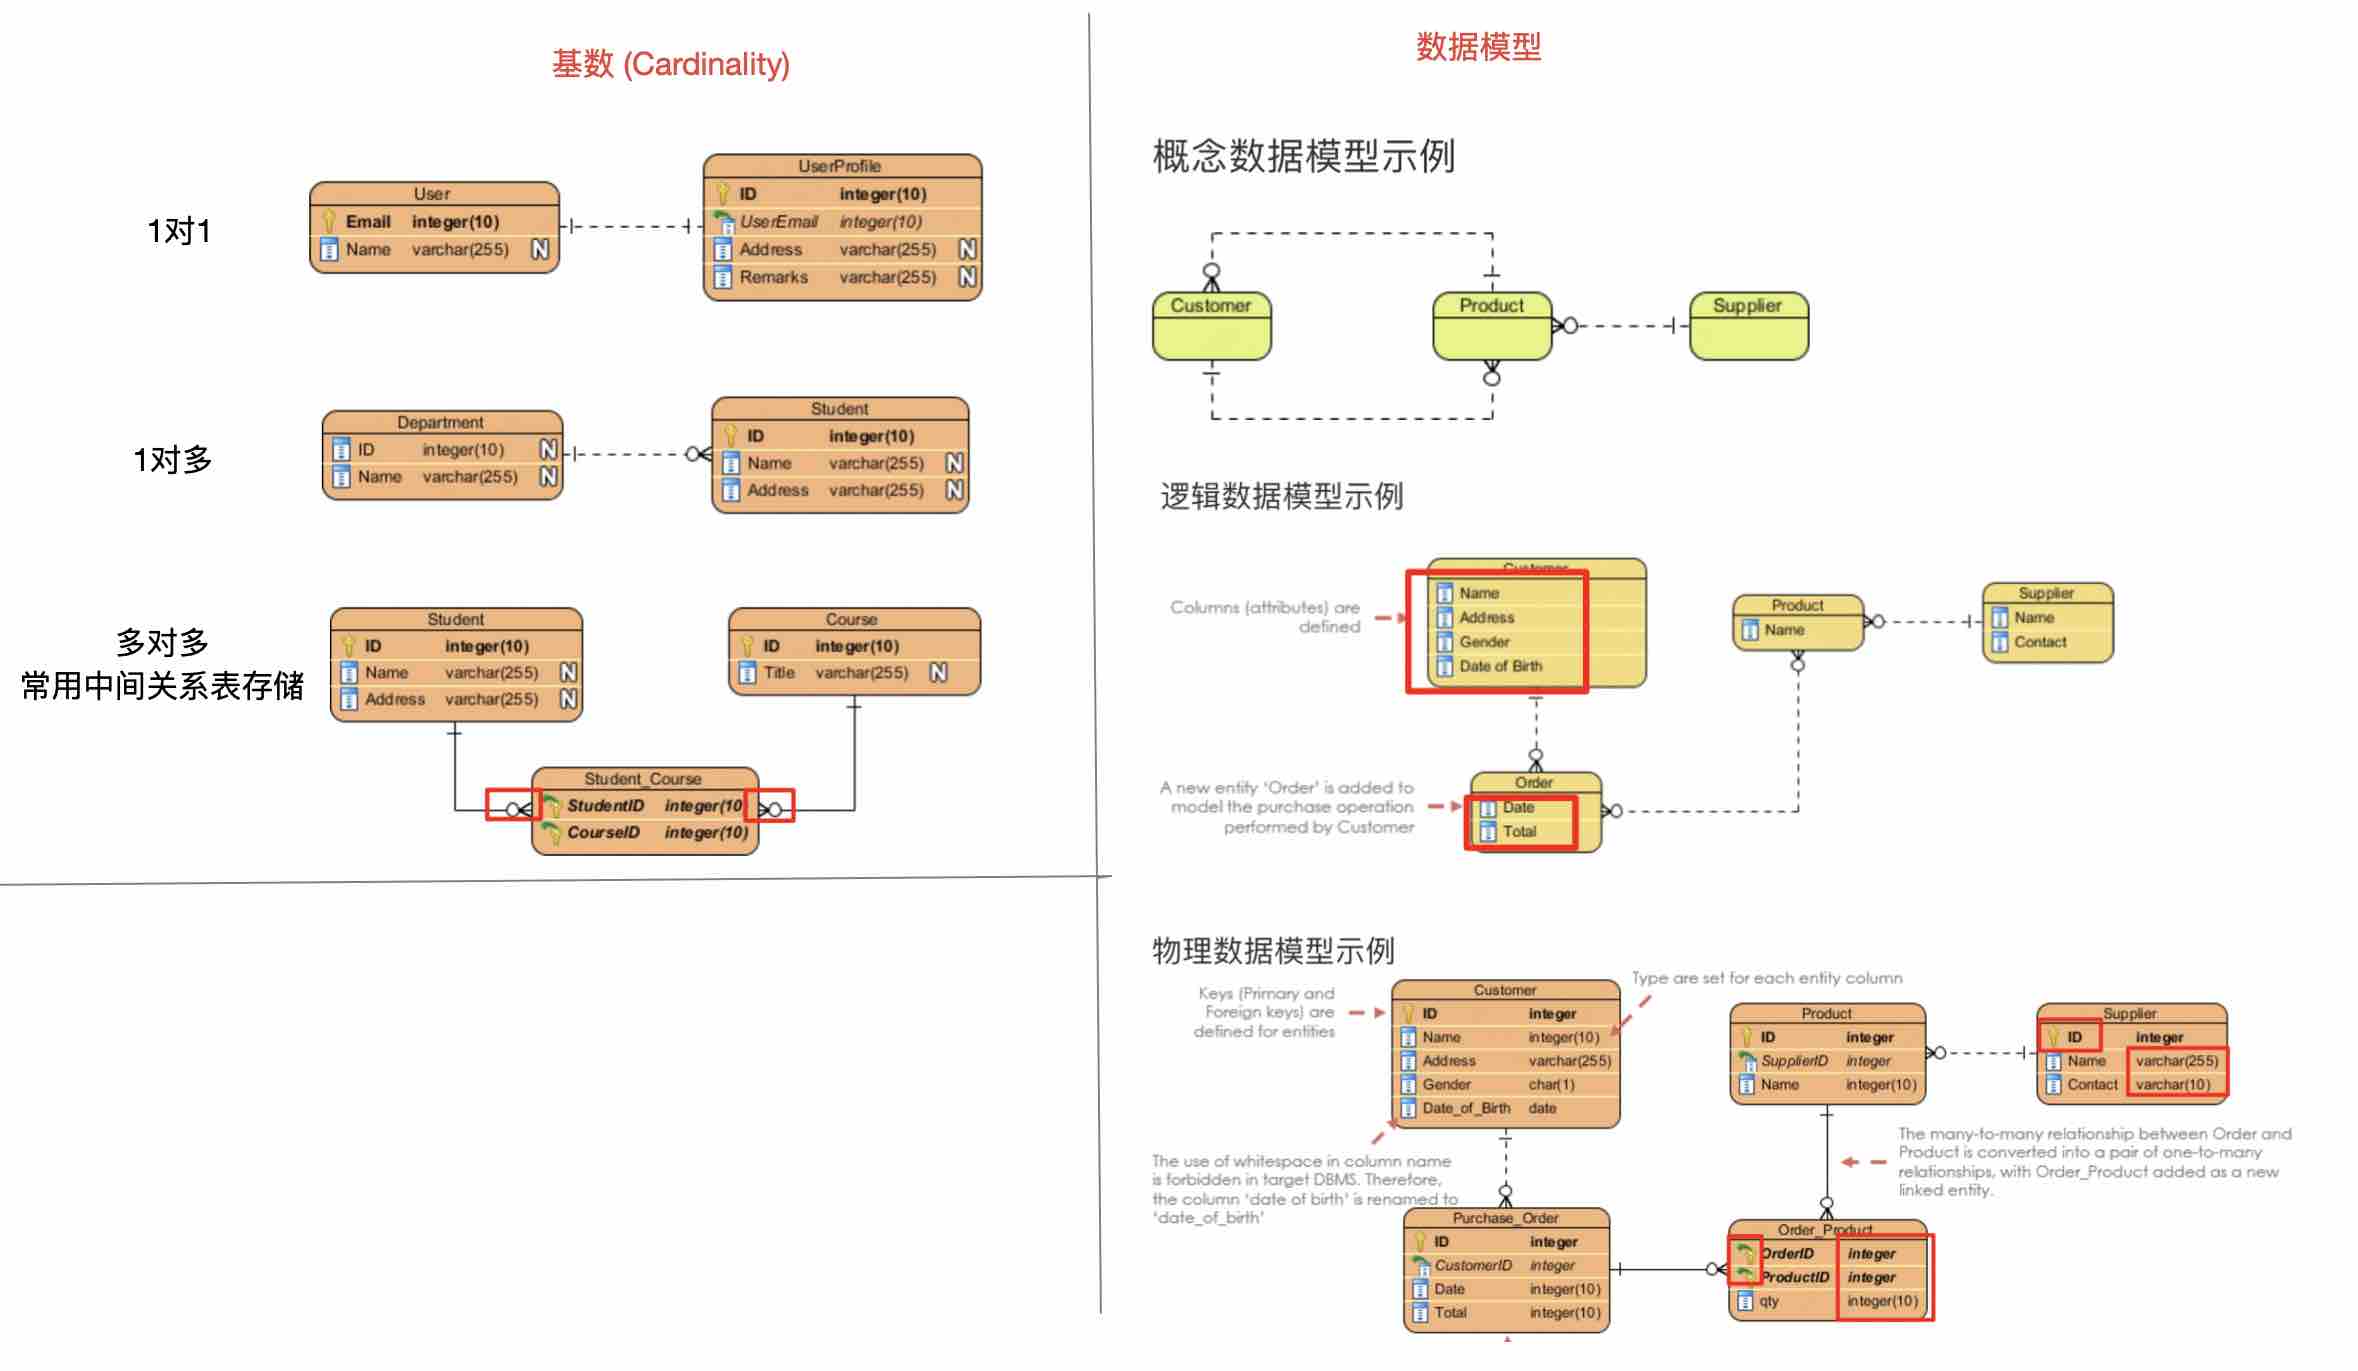 基数 (Cardinality)
1对1
User
Email integer(10)
Name varchar(255) N
UserProfile
ID integer(10)
UserEmail integer(10)
Address varchar(255) N
Remarks varchar(255) N
1对多
Department
ID integer(10) N
Name varchar(255) N
Student
ID integer(10)
Name varchar(255) N
Address varchar(255) N
多对多
常用中间关系表存储
Student
ID integer(10)
Name varchar(255) N
Address varchar(255) N
Course
ID integer(10)
Title varchar(255) N
Student_Course
StudentID integer(10
CourseID integer(10)
数据模型
概念数据模型示例
Customer
Product
Supplier
逻辑数据模型示例
Columns (attributes) are
defined
Customer
Name
Address
Gender
Date of Birth
Product
Name
Supplier
Name
Contact
A new entity ‘Order’ is added to
model the purchase operation
performed by Customer
Order
Date
Total
物理数据模型示例
Keys (Primary and
Foreign keys) are
defined for entities
Type are set for each entity column
Customer
ID integer
Name integer(10)
Address varchar(255)
Gender char(1)
Date_of_Birth date
Product
ID integer
SupplierID integer
Name integer(10)
Supplier
ID integer
Name varchar(255)
Contact varchar(10)
The use of whitespace in column name
is forbidden in target DBMS. Therefore,
the column ‘date of birth’ is renamed to
‘date_of_birth’
The many-to-many relationship between Order and
Product is converted into a pair of one-to-many
relationships, with Order_Product added as a new
linked entity.
Purchase_Order
ID integer
CustomerID integer
Date integer(10)
Total integer(10)
Order_Product
OrderID integer
ProductID integer
qty integer(10)